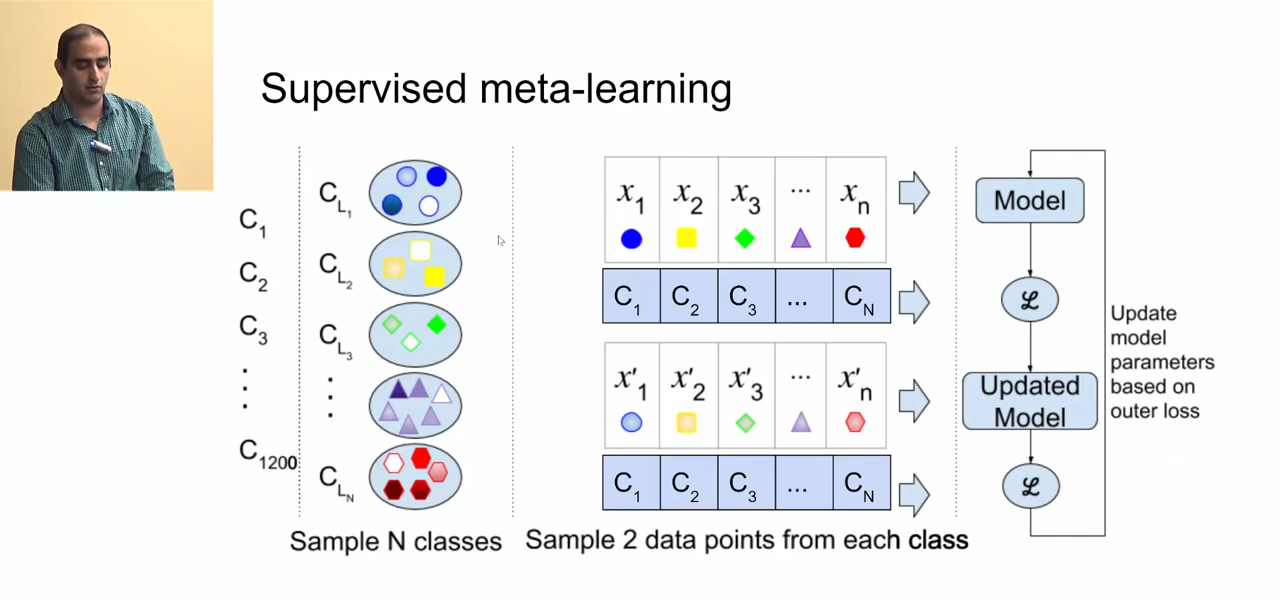 Supervised meta-learning
C1
C2
C3
C1200
CL1
CL2
CL3
CLN
Sample N classes
x1 x2 x3 ... xn
C1 C2 C3 ... CN
x'1 x'2 x'3 ... x'n
C1 C2 C3 ... CN
Sample 2 data points from each class
Model
ℒ
Updated
Model
ℒ
Update
model
parameters
based on
outer loss